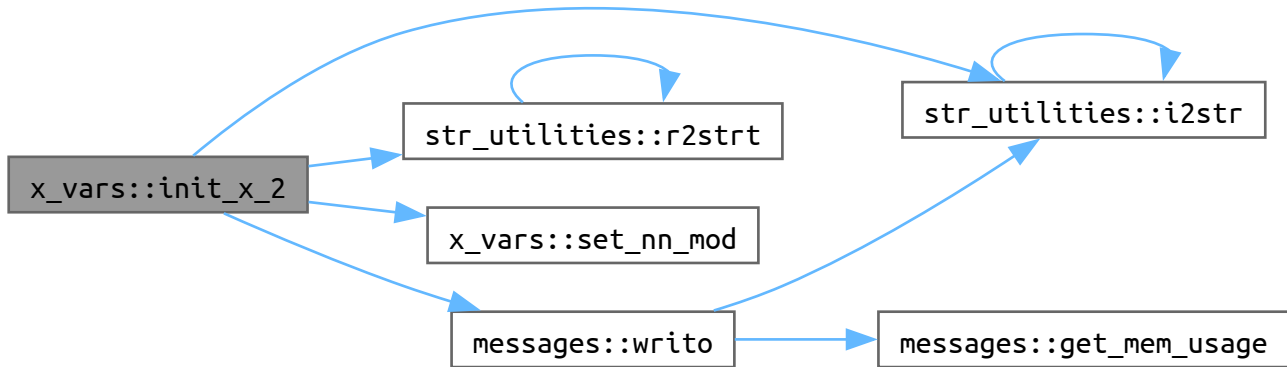 x_vars::init_x_2
str_utilities::r2strt
str_utilities::i2str
x_vars::set_nn_mod
messages::writo
messages::get_mem_usage